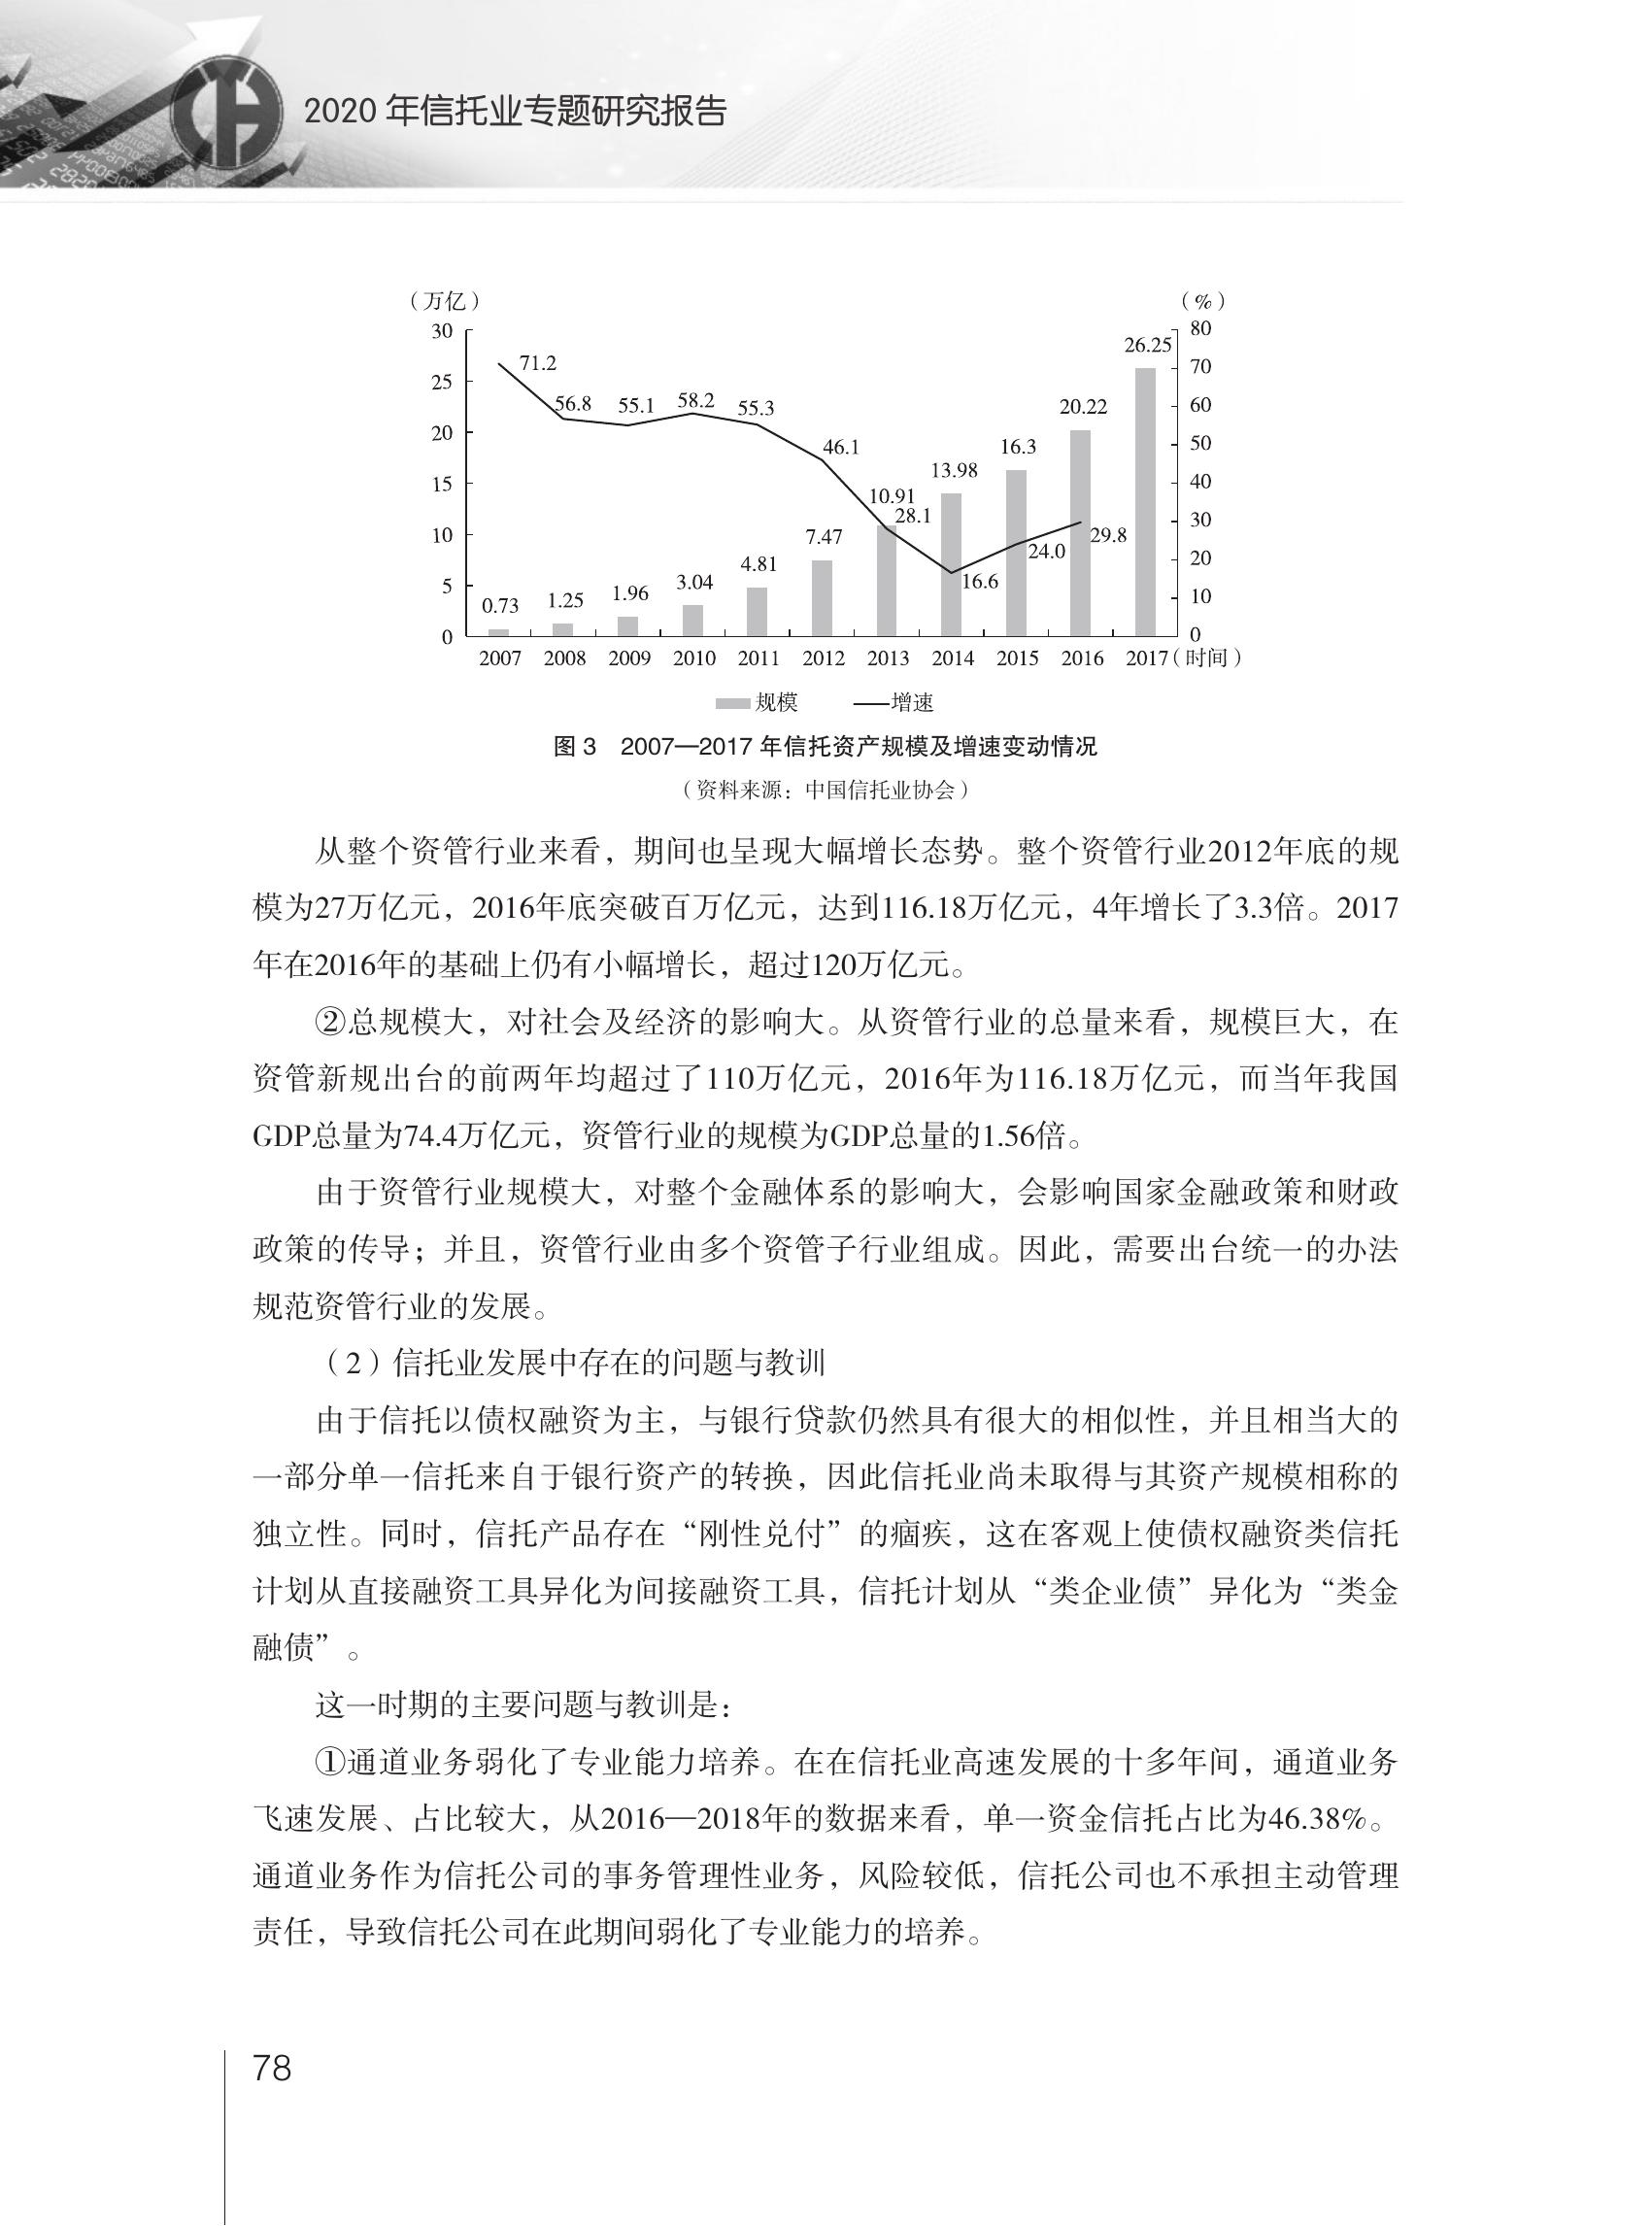 2020 年信托业专题研究报告
（万亿） （%）
30 25 20 15 10 5 0
80 70 60 50 40 30 20 10 0
71.2 56.8 55.1 58.2 55.3 46.1 28.1 16.6 24.0 29.8
0.73 1.25 1.96 3.04 4.81 7.47 10.91 13.98 16.3 20.22 26.25
2007 2008 2009 2010 2011 2012 2013 2014 2015 2016 2017（时间）
规模 增速
图 3 2007—2017 年信托资产规模及增速变动情况
（资料来源：中国信托业协会）
从整个资管行业来看，期间也呈现大幅增长态势。整个资管行业2012年底的规
模为27万亿元，2016年底突破百万亿元，达到116.18万亿元，4年增长了3.3倍。2017
年在2016年的基础上仍有小幅增长，超过120万亿元。
②总规模大，对社会及经济的影响大。从资管行业的总量来看，规模巨大，在
资管新规出台的前两年均超过了110万亿元，2016年为116.18万亿元，而当年我国
GDP总量为74.4万亿元，资管行业的规模为GDP总量的1.56倍。
由于资管行业规模大，对整个金融体系的影响大，会影响国家金融政策和财政
政策的传导；并且，资管行业由多个资管子行业组成。因此，需要出台统一的办法
规范资管行业的发展。
（2）信托业发展中存在的问题与教训
由于信托以债权融资为主，与银行贷款仍然具有很大的相似性，并且相当大的
一部分单一信托来自于银行资产的转换，因此信托业尚未取得与其资产规模相称的
独立性。同时，信托产品存在“刚性兑付”的痼疾，这在客观上使债权融资类信托
计划从直接融资工具异化为间接融资工具，信托计划从“类企业债”异化为“类金
融债”。
这一时期的主要问题与教训是：
①通道业务弱化了专业能力培养。在在信托业高速发展的十多年间，通道业务
飞速发展、占比较大，从2016—2018年的数据来看，单一资金信托占比为46.38%。
通道业务作为信托公司的事务管理性业务，风险较低，信托公司也不承担主动管理
责任，导致信托公司在此期间弱化了专业能力的培养。
78